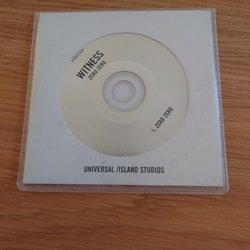 WITNESS
ZERO ZERO
1. ZERO ZERO
UNIVERSAL /ISLAND STUDIOS